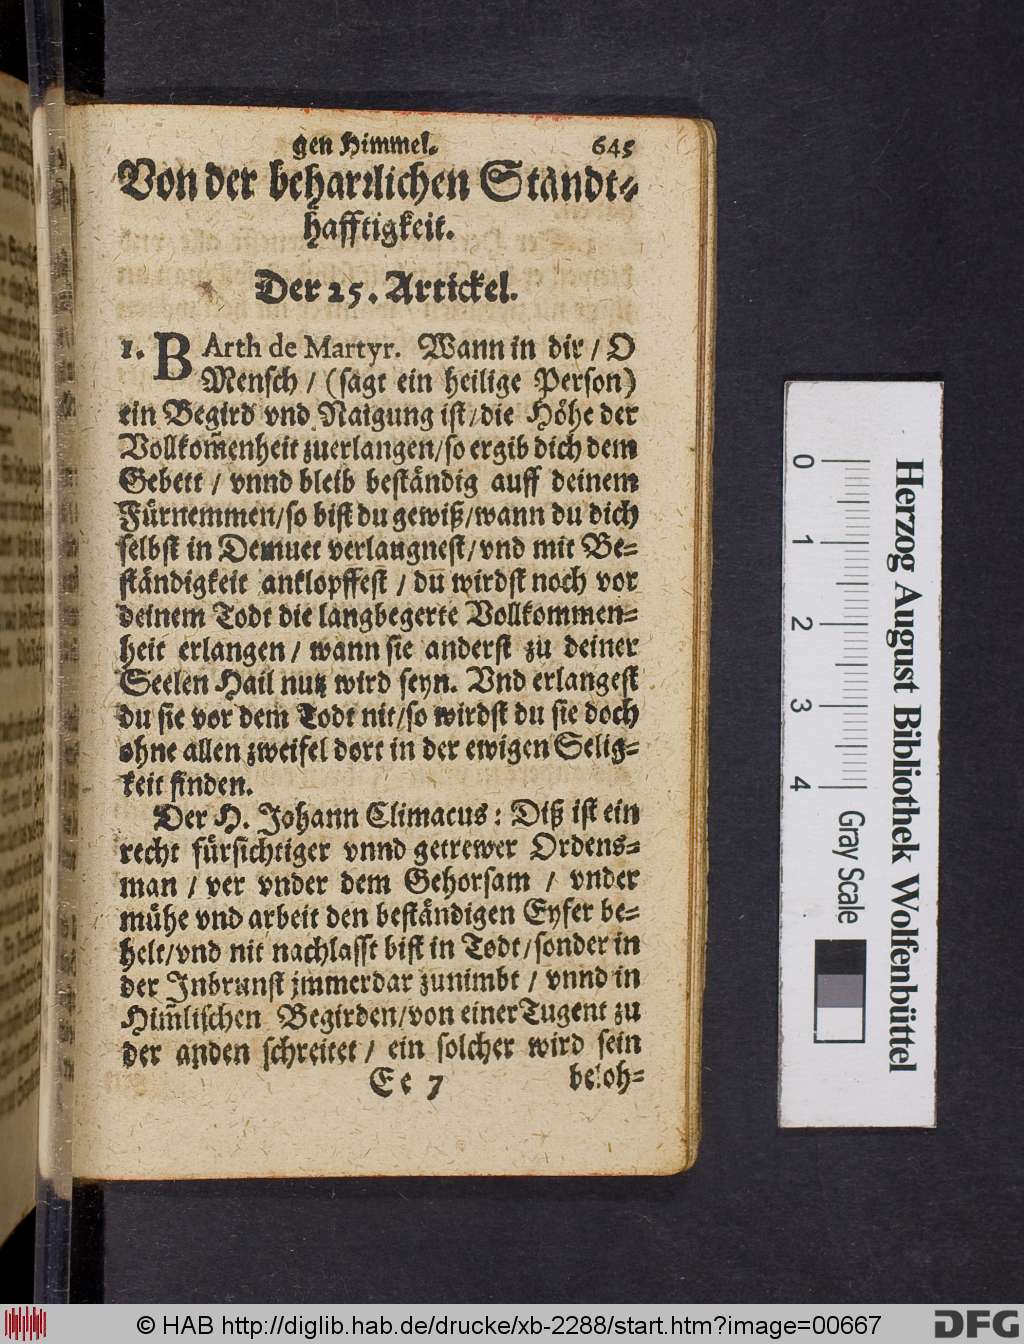 gen Himmel. 645
Von der beharrlichen Standt-
hafftigkeit.
Der 25. Artickel.
1. BArth de Martyr. Wann in dir / O
Mensch / (sagt ein heilige Person)
ein Begird vnd Naigung ist / die Höhe der
Vollkom̃enheit zuerlangen / so ergib dich dem
Gebett / vnnd bleib beständig auff deinem
Fürnemmen / so bist du gewiß / wann du dich
selbst in Demuet verlaugnest / vnd mit Be-
ständigkeit anklopffest / du wirdst noch vor
deinem Todt die langbegerte Vollkommen-
heit erlangen / wann sie anderst zu deiner
Seelen Hail nutz wird seyn. Vnd erlangest
du sie vor dem Todt nit / so wirdst du sie doch
ohne allen zweifel dort in der ewigen Selig-
keit finden.
Der H. Johann Climacus: Diß ist ein
recht fürsichtiger vnnd getrewer Ordens-
man / der vnder dem Gehorsam / vnder
mühe vnd arbeit den beständigen Eyfer be-
helt / vnd nit nachlasst bist in Todt / sonder in
der Inbrunst jmmerdar zunimbt / vnnd in
Him̃lischen Begirden / von einer Tugent zu
der anden schreitet / ein solcher wird sein
Ee 7 beloh-
0 1 2 3 4
Gray Scale
Herzog August Bibliothek Wolfenbüttel
© HAB http://diglib.hab.de/drucke/xb-2288/start.htm?image=00667
DFG